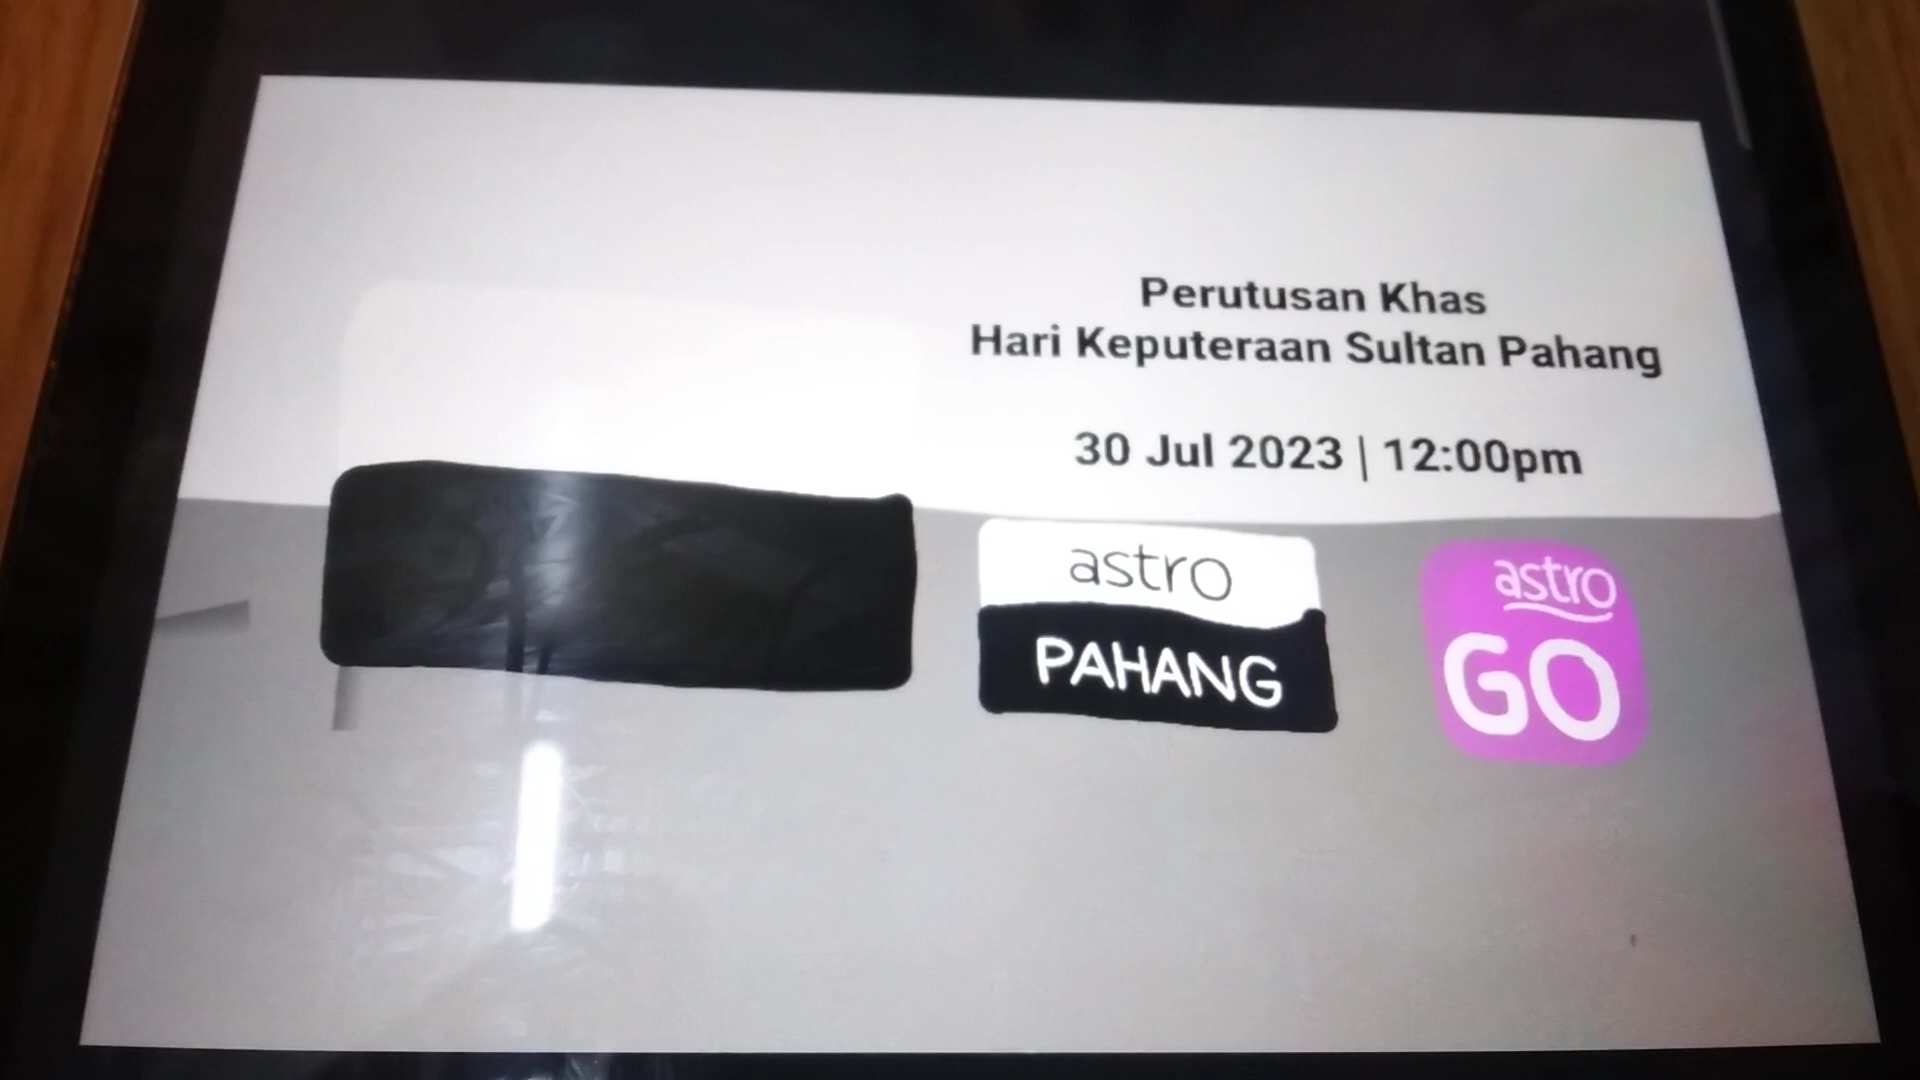 Perutusan Khas
Hari Keputeraan Sultan Pahang
30 Jul 2023 | 12:00pm
astro
PAHANG
astro
GO